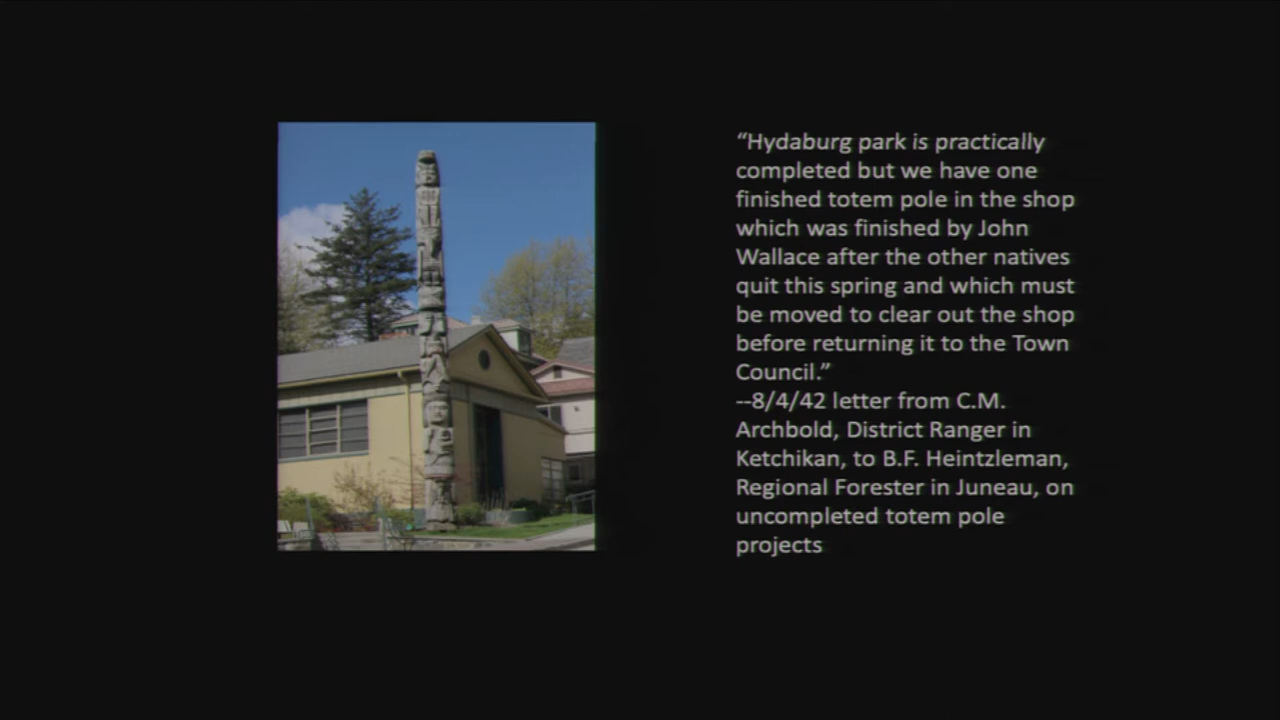 “Hydaburg park is practically
completed but we have one
finished totem pole in the shop
which was finished by John
Wallace after the other natives
quit this spring and which must
be moved to clear out the shop
before returning it to the Town
Council.”
--8/4/42 letter from C.M.
Archbold, District Ranger in
Ketchikan, to B.F. Heintzleman,
Regional Forester in Juneau, on
uncompleted totem pole
projects